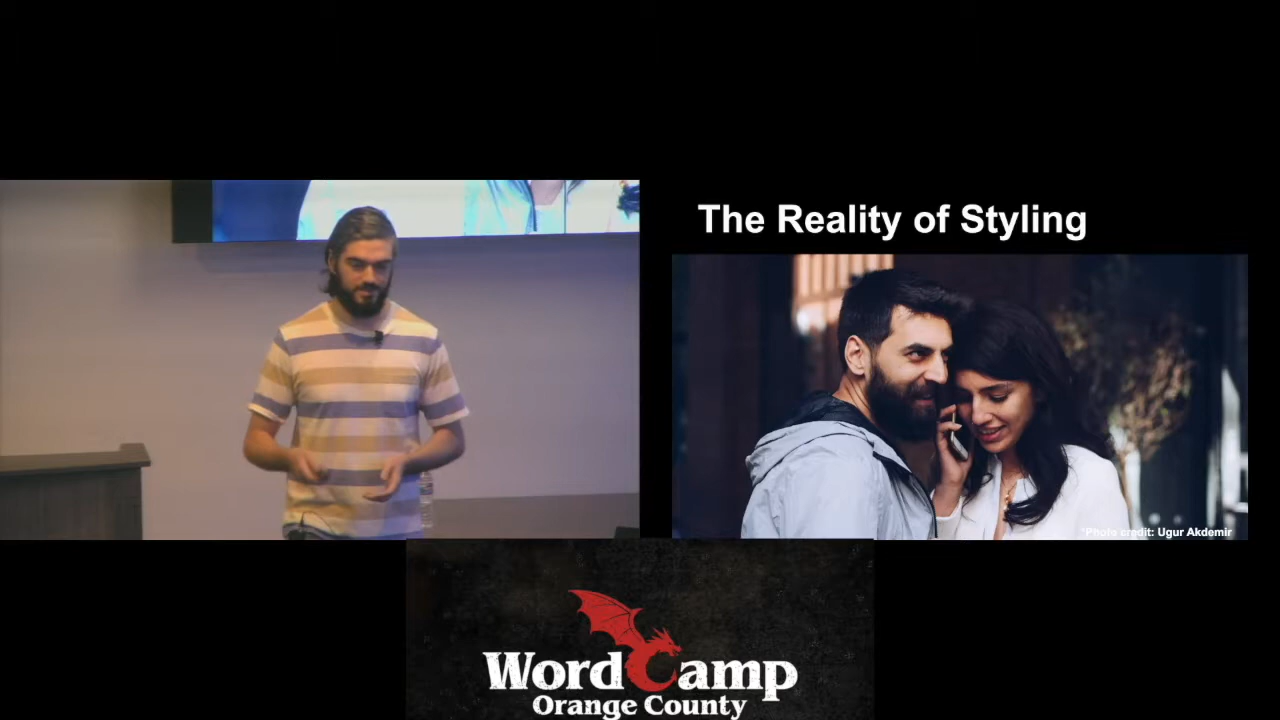 The Reality of Styling
*Photo credit: Ugur Akdemir
WordCamp
Orange County